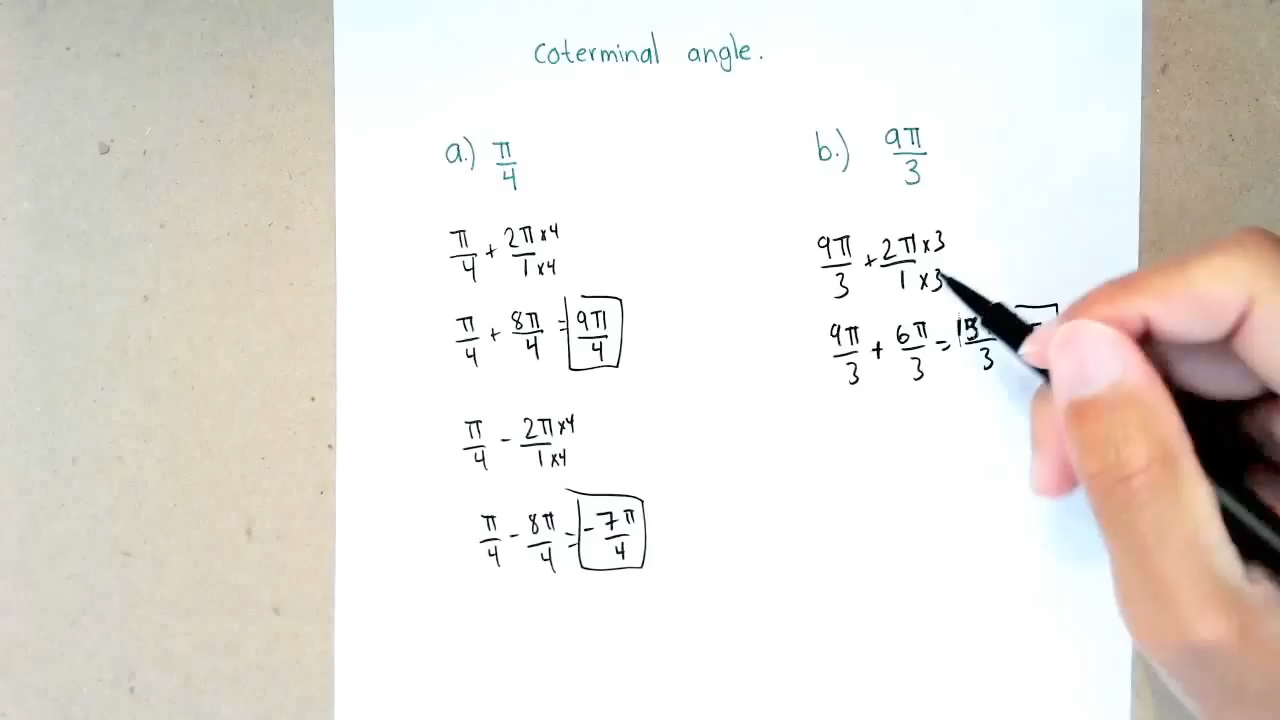 coterminal angle.
a.) π/4
π/4 + 2π×4/1×4
π/4 + 8π/4 = 9π/4
π/4 - 2π×4/1×4
π/4 - 8π/4 = -7π/4
b.) 9π/3
9π/3 + 2π×3/1×3
9π/3 + 6π/3 = 15/3